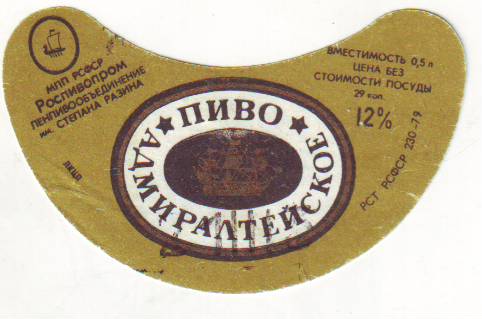 МПП РСФСР
Роспивопром
ЛЕНПИВООБЪЕДИНЕНИЕ
им. СТЕПАНА РАЗИНА
ПИВО
АДМИРАЛТЕЙСКОЕ
ВМЕСТИМОСТЬ 0,5 л
ЦЕНА БЕЗ
СТОИМОСТИ ПОСУДЫ
29 коп.
12%
РСТ РСФСР 230-79